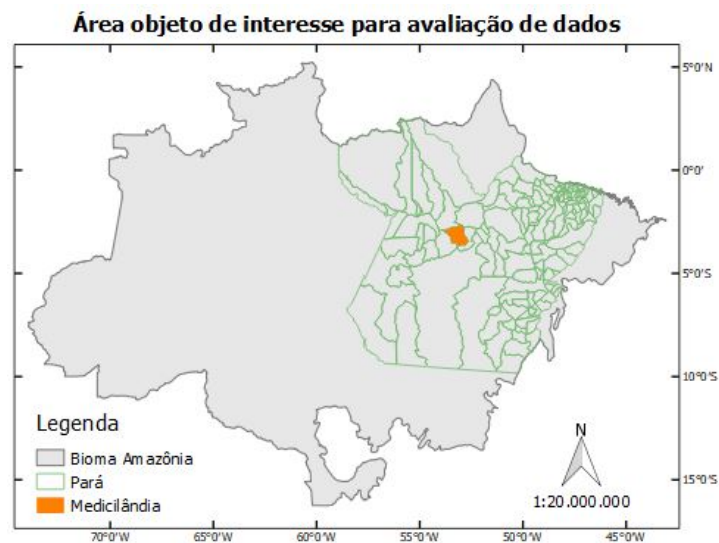 Área objeto de interesse para avaliação de dados
5°0'N
0°0'
5°0'S
10°0'S
15°0'S
Legenda
Bioma Amazônia
Pará
Medicilândia
N
1:20.000.000
70°0'W 65°0'W 60°0'W 55°0'W 50°0'W 45°0'W